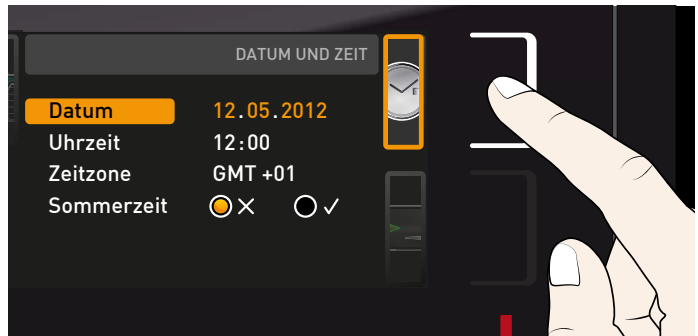 DATUM UND ZEIT
Datum 12.05.2012
Uhrzeit 12:00
Zeitzone GMT +01
Sommerzeit